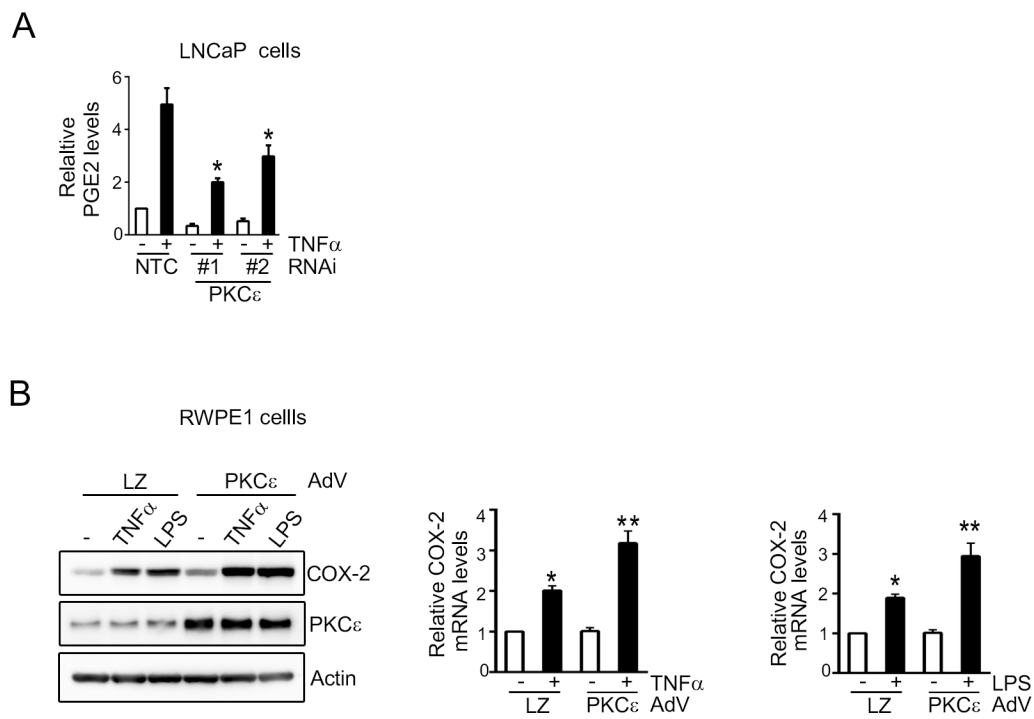 A
LNCaP cells
Relaltive
PGE2 levels
6
4
2
0
*
*
- + - + - + TNFα
NTC #1 #2 RNAi
PKCε
B
RWPE1 cellls
LZ PKCε AdV
- TNFα LPS - TNFα LPS
COX-2
PKCε
Actin
Relative COX-2
mRNA levels
4
3
2
1
0
*
**
- + - + TNFα
LZ PKCε AdV
Relative COX-2
mRNA levels
4
3
2
1
0
*
**
- + - + LPS
LZ PKCε AdV